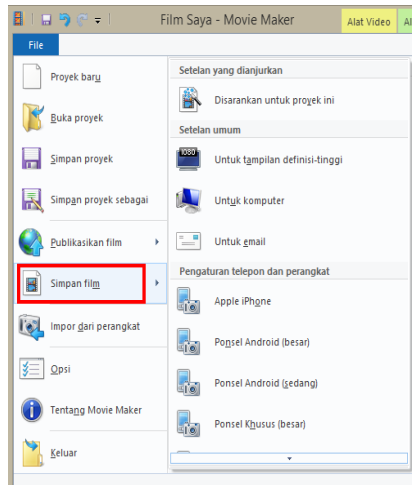 Film Saya - Movie Maker
Alat Video
Al
File
Proyek baru
Buka proyek
Simpan proyek
Simpan proyek sebagai
Publikasikan film
Simpan film
Impor dari perangkat
Opsi
Tentang Movie Maker
Keluar
Setelan yang dianjurkan
Disarankan untuk proyek ini
Setelan umum
1080
Untuk tampilan definisi-tinggi
Untuk komputer
Untuk email
Pengaturan telepon dan perangkat
Apple iPhone
Ponsel Android (besar)
Ponsel Android (sedang)
Ponsel Khusus (besar)